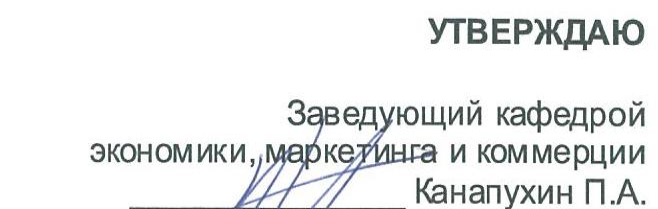 УТВЕРЖДАЮ
Заведующий кафедрой
экономики, маркетинга и коммерции
Канапухин П.А.